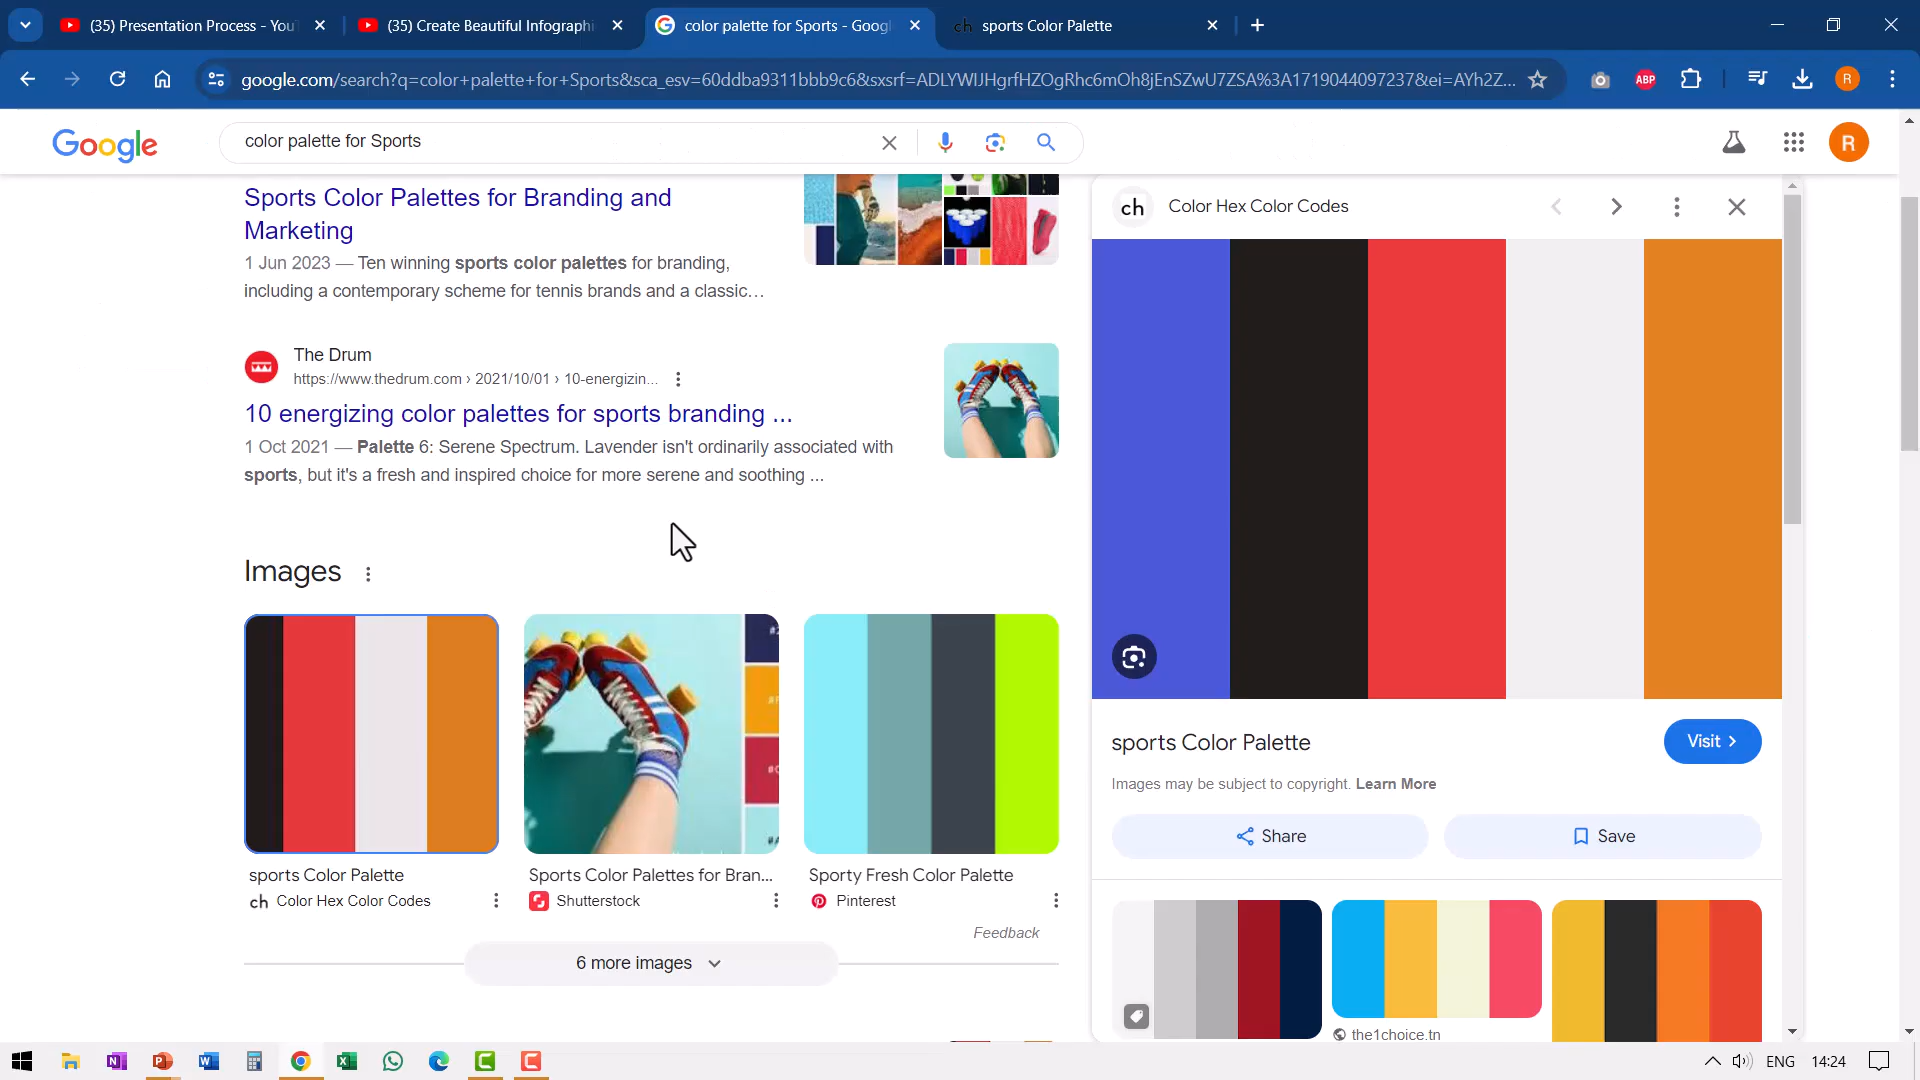 (35) Presentation Process - You
(35) Create Beautiful Infographi
color palette for Sports - Googl
ch sports Color Palette
google.com/search?q=color+palette+for+Sports&sca_esv=60ddba9311bbb9c6&sxsrf=ADLYWIJHgrfHZOgRhc6mOh8jEnSZwU7ZSA%3A1719044097237&ei=AYh2Z...
ABP
R
Google
color palette for Sports
R
Sports Color Palettes for Branding and
Marketing
1 Jun 2023 — Ten winning sports color palettes for branding,
including a contemporary scheme for tennis brands and a classic...
The Drum
https://www.thedrum.com › 2021/10/01 › 10-energizin...
10 energizing color palettes for sports branding ...
1 Oct 2021 — Palette 6: Serene Spectrum. Lavender isn't ordinarily associated with
sports, but it's a fresh and inspired choice for more serene and soothing ...
Images
sports Color Palette
ch Color Hex Color Codes
Sports Color Palettes for Bran...
Shutterstock
Sporty Fresh Color Palette
Pinterest
Feedback
6 more images
ch Color Hex Color Codes
sports Color Palette
Visit
Images may be subject to copyright. Learn More
Share
Save
the1choice.tn
ENG
14:24